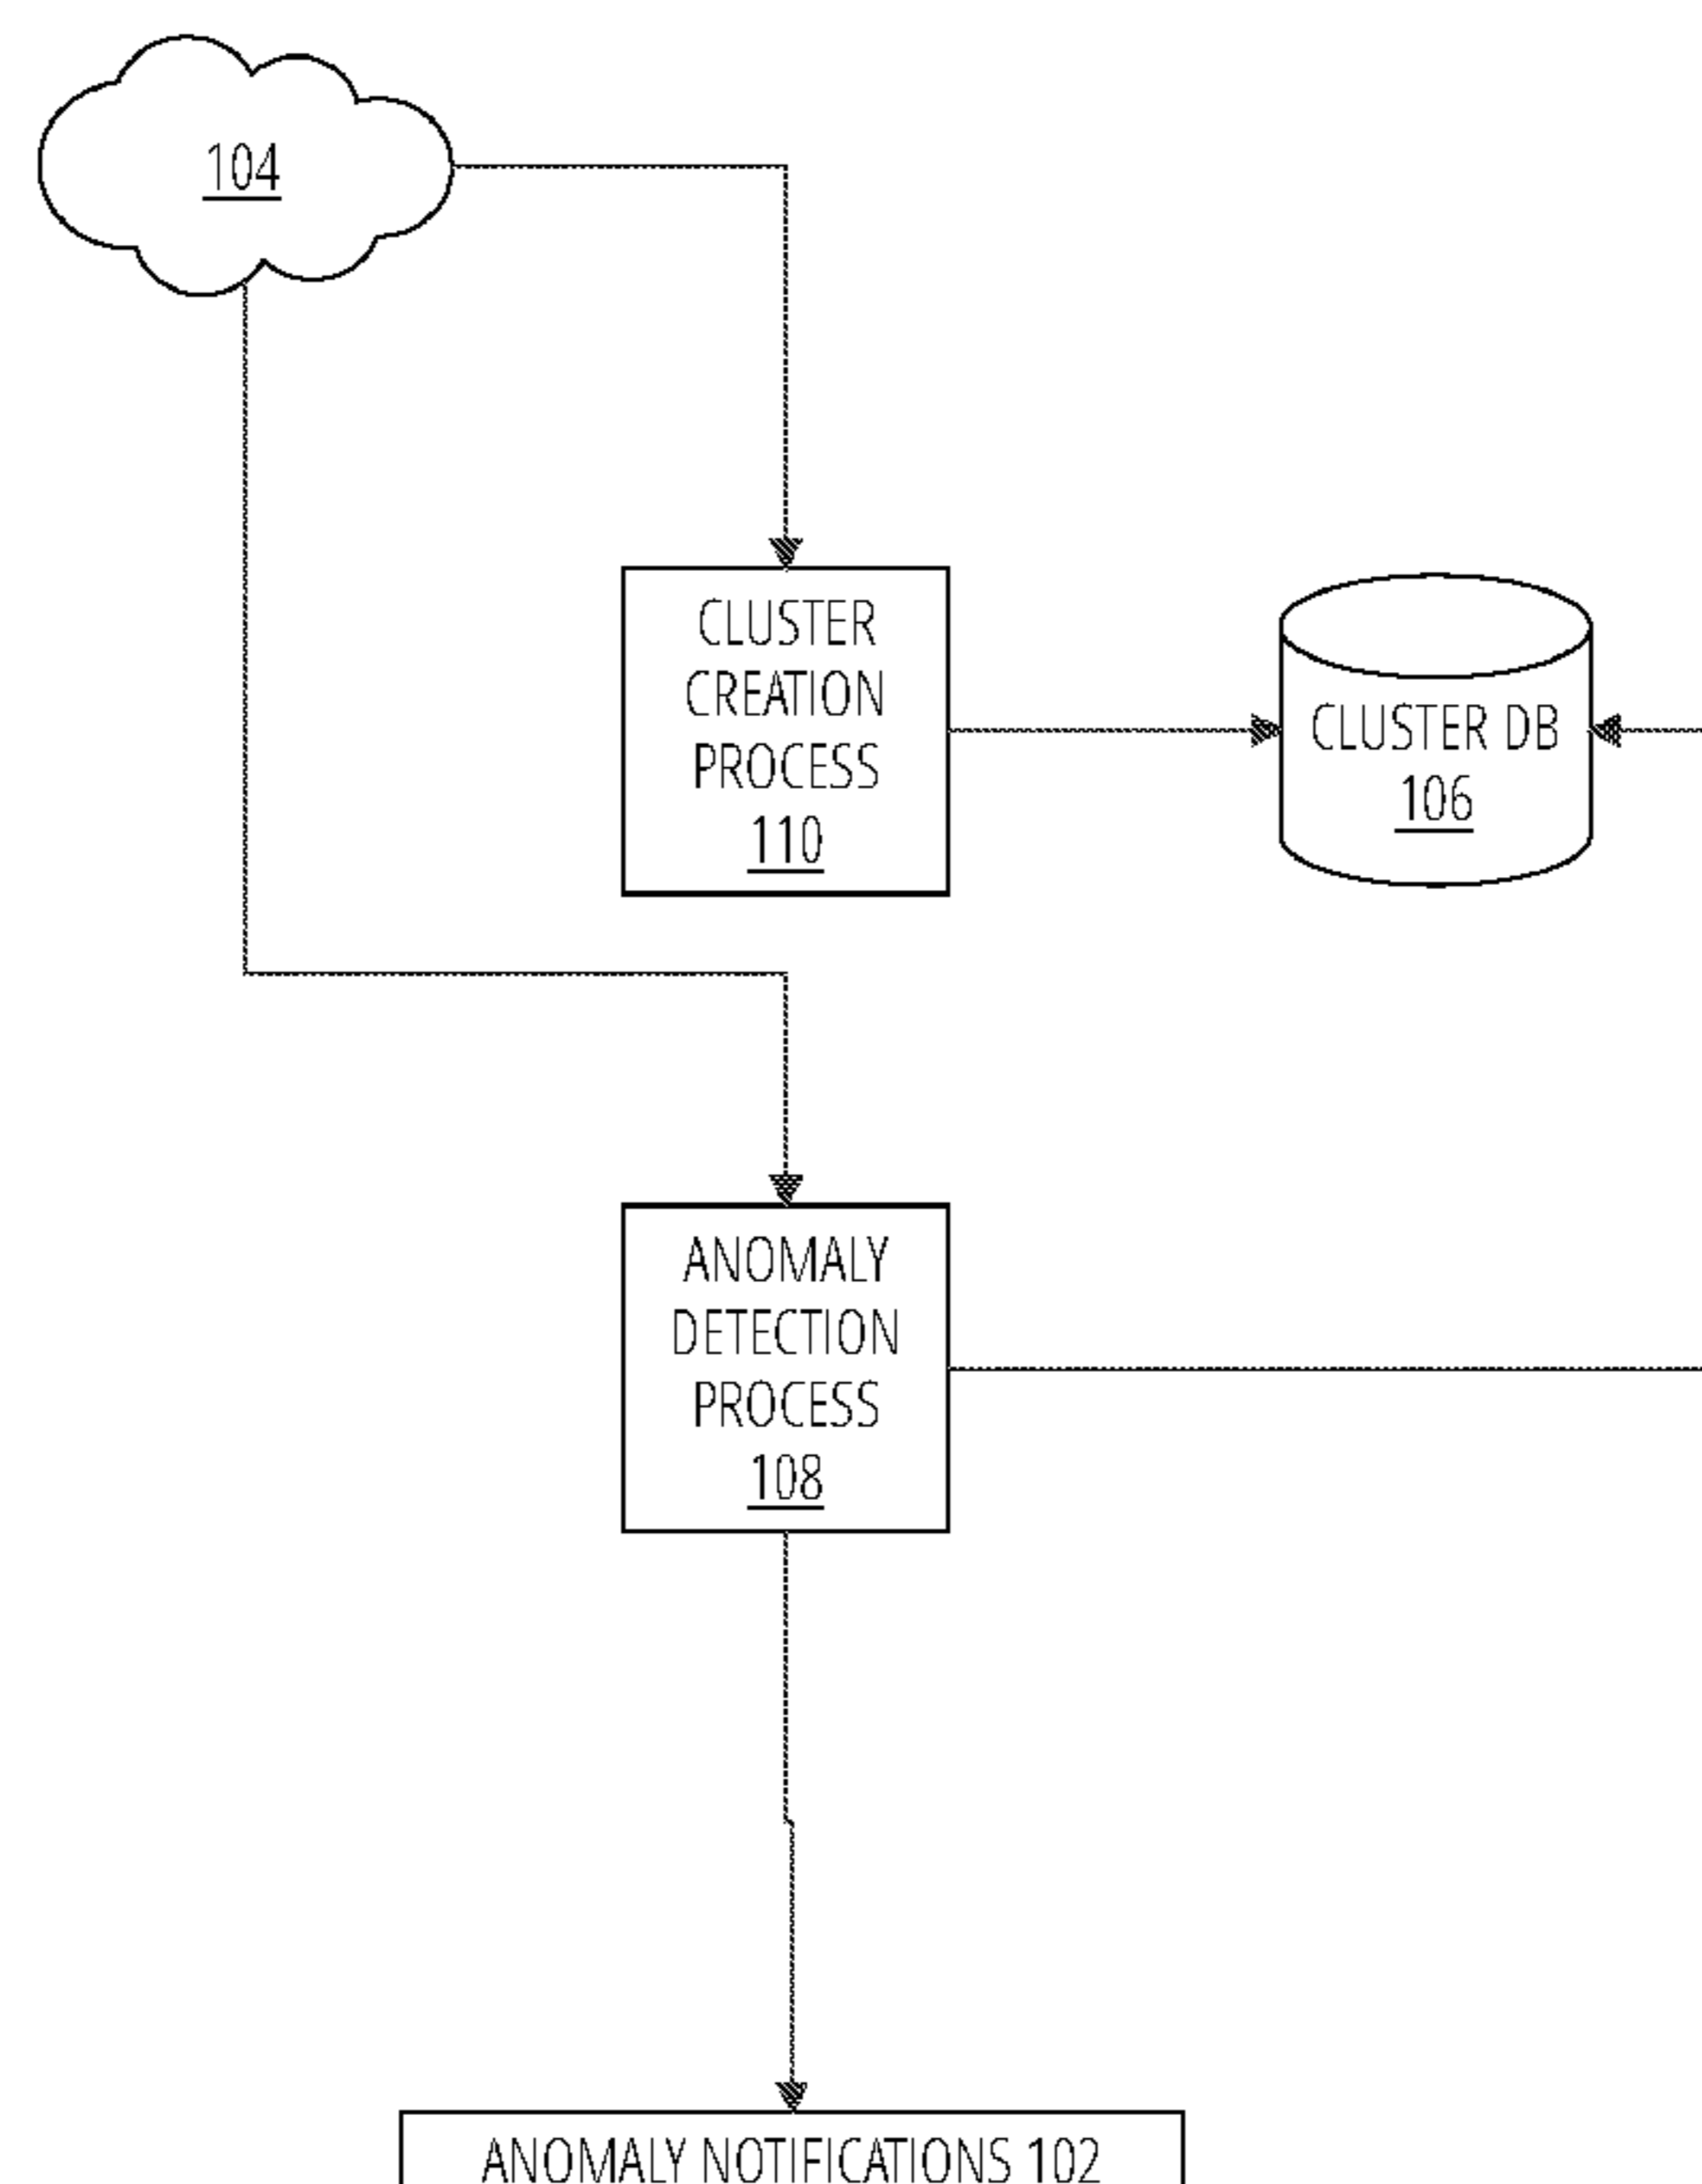 104
CLUSTER
CREATION
PROCESS
110
CLUSTER DB
106
ANOMALY
DETECTION
PROCESS
108
ANOMALY NOTIFICATIONS 102